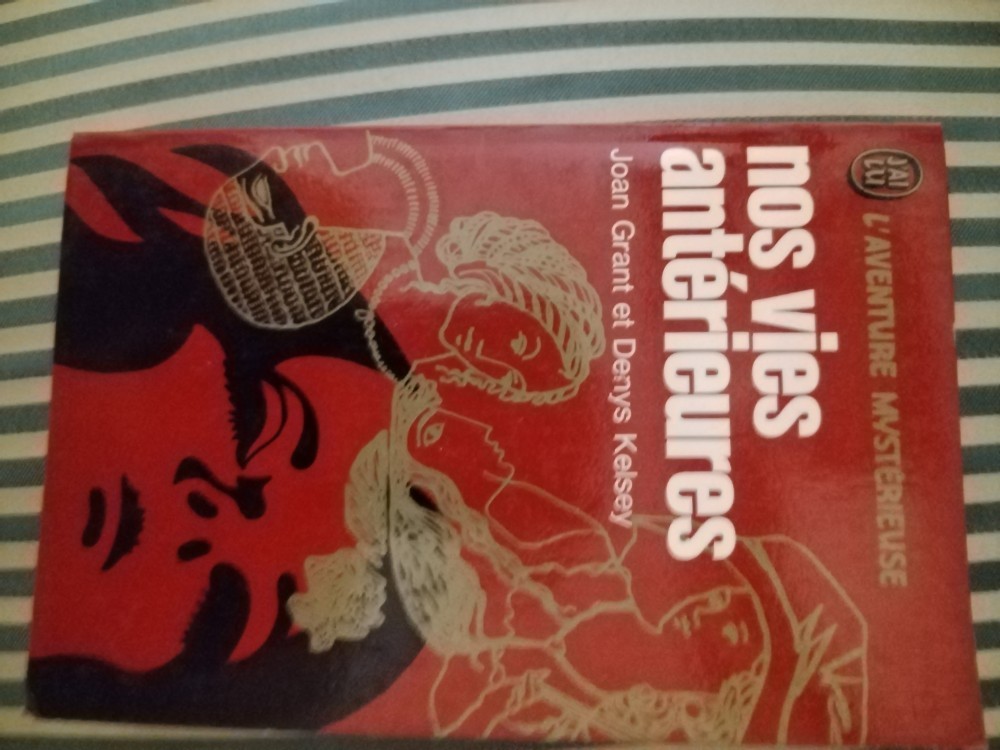 J'AI
LU
L'AVENTURE MYSTÉRIEUSE
nos vies
antérieures
Joan Grant et Denys Kelsey